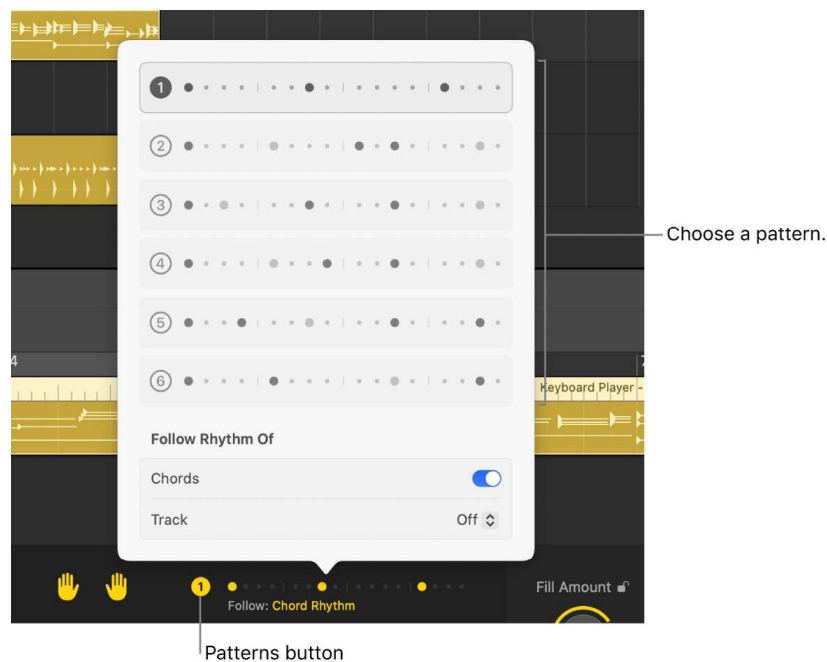 1
2
3
Choose a pattern.
4
5
4
6
Keyboard Player -
Follow Rhythm Of
Chords
Track Off
1
Fill Amount
Follow: Chord Rhythm
Patterns button